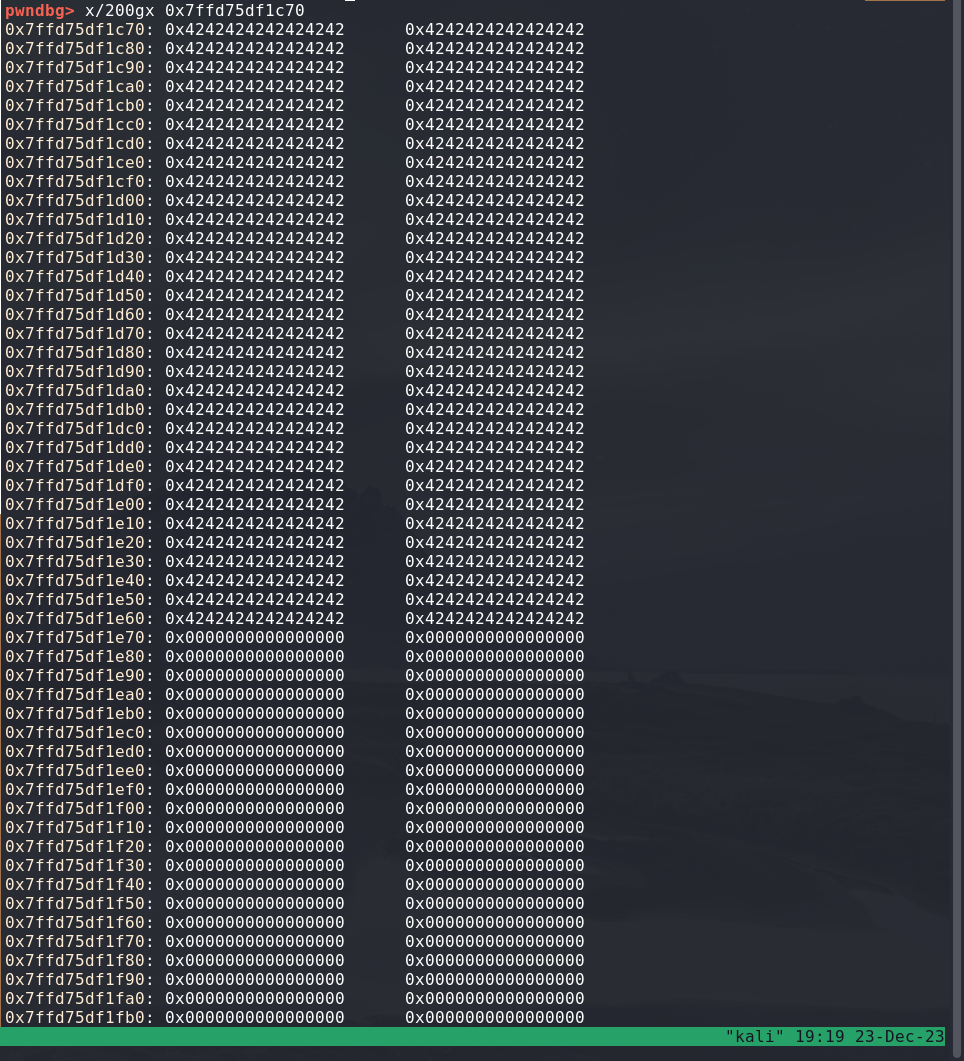 pwndbg> x/200gx 0x7ffd75df1c70
0x7ffd75df1c70: 0x4242424242424242 0x4242424242424242
0x7ffd75df1c80: 0x4242424242424242 0x4242424242424242
0x7ffd75df1c90: 0x4242424242424242 0x4242424242424242
0x7ffd75df1ca0: 0x4242424242424242 0x4242424242424242
0x7ffd75df1cb0: 0x4242424242424242 0x4242424242424242
0x7ffd75df1cc0: 0x4242424242424242 0x4242424242424242
0x7ffd75df1cd0: 0x4242424242424242 0x4242424242424242
0x7ffd75df1ce0: 0x4242424242424242 0x4242424242424242
0x7ffd75df1cf0: 0x4242424242424242 0x4242424242424242
0x7ffd75df1d00: 0x4242424242424242 0x4242424242424242
0x7ffd75df1d10: 0x4242424242424242 0x4242424242424242
0x7ffd75df1d20: 0x4242424242424242 0x4242424242424242
0x7ffd75df1d30: 0x4242424242424242 0x4242424242424242
0x7ffd75df1d40: 0x4242424242424242 0x4242424242424242
0x7ffd75df1d50: 0x4242424242424242 0x4242424242424242
0x7ffd75df1d60: 0x4242424242424242 0x4242424242424242
0x7ffd75df1d70: 0x4242424242424242 0x4242424242424242
0x7ffd75df1d80: 0x4242424242424242 0x4242424242424242
0x7ffd75df1d90: 0x4242424242424242 0x4242424242424242
0x7ffd75df1da0: 0x4242424242424242 0x4242424242424242
0x7ffd75df1db0: 0x4242424242424242 0x4242424242424242
0x7ffd75df1dc0: 0x4242424242424242 0x4242424242424242
0x7ffd75df1dd0: 0x4242424242424242 0x4242424242424242
0x7ffd75df1de0: 0x4242424242424242 0x4242424242424242
0x7ffd75df1df0: 0x4242424242424242 0x4242424242424242
0x7ffd75df1e00: 0x4242424242424242 0x4242424242424242
0x7ffd75df1e10: 0x4242424242424242 0x4242424242424242
0x7ffd75df1e20: 0x4242424242424242 0x4242424242424242
0x7ffd75df1e30: 0x4242424242424242 0x4242424242424242
0x7ffd75df1e40: 0x4242424242424242 0x4242424242424242
0x7ffd75df1e50: 0x4242424242424242 0x4242424242424242
0x7ffd75df1e60: 0x4242424242424242 0x4242424242424242
0x7ffd75df1e70: 0x0000000000000000 0x0000000000000000
0x7ffd75df1e80: 0x0000000000000000 0x0000000000000000
0x7ffd75df1e90: 0x0000000000000000 0x0000000000000000
0x7ffd75df1ea0: 0x0000000000000000 0x0000000000000000
0x7ffd75df1eb0: 0x0000000000000000 0x0000000000000000
0x7ffd75df1ec0: 0x0000000000000000 0x0000000000000000
0x7ffd75df1ed0: 0x0000000000000000 0x0000000000000000
0x7ffd75df1ee0: 0x0000000000000000 0x0000000000000000
0x7ffd75df1ef0: 0x0000000000000000 0x0000000000000000
0x7ffd75df1f00: 0x0000000000000000 0x0000000000000000
0x7ffd75df1f10: 0x0000000000000000 0x0000000000000000
0x7ffd75df1f20: 0x0000000000000000 0x0000000000000000
0x7ffd75df1f30: 0x0000000000000000 0x0000000000000000
0x7ffd75df1f40: 0x0000000000000000 0x0000000000000000
0x7ffd75df1f50: 0x0000000000000000 0x0000000000000000
0x7ffd75df1f60: 0x0000000000000000 0x0000000000000000
0x7ffd75df1f70: 0x0000000000000000 0x0000000000000000
0x7ffd75df1f80: 0x0000000000000000 0x0000000000000000
0x7ffd75df1f90: 0x0000000000000000 0x0000000000000000
0x7ffd75df1fa0: 0x0000000000000000 0x0000000000000000
0x7ffd75df1fb0: 0x0000000000000000 0x0000000000000000
"kali" 19:19 23-Dec-23